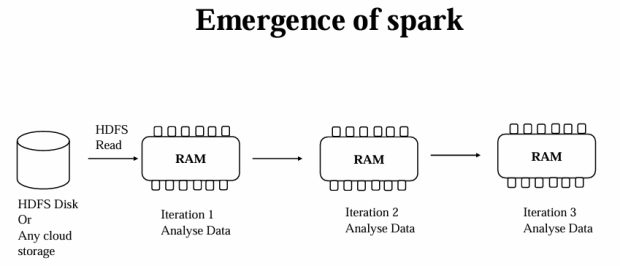 Emergence of spark
HDFS
Read
RAM
RAM
RAM
HDFS Disk
Or
Any cloud
storage
Iteration 1
Analyse Data
Iteration 2
Analyse Data
Iteration 3
Analyse Data